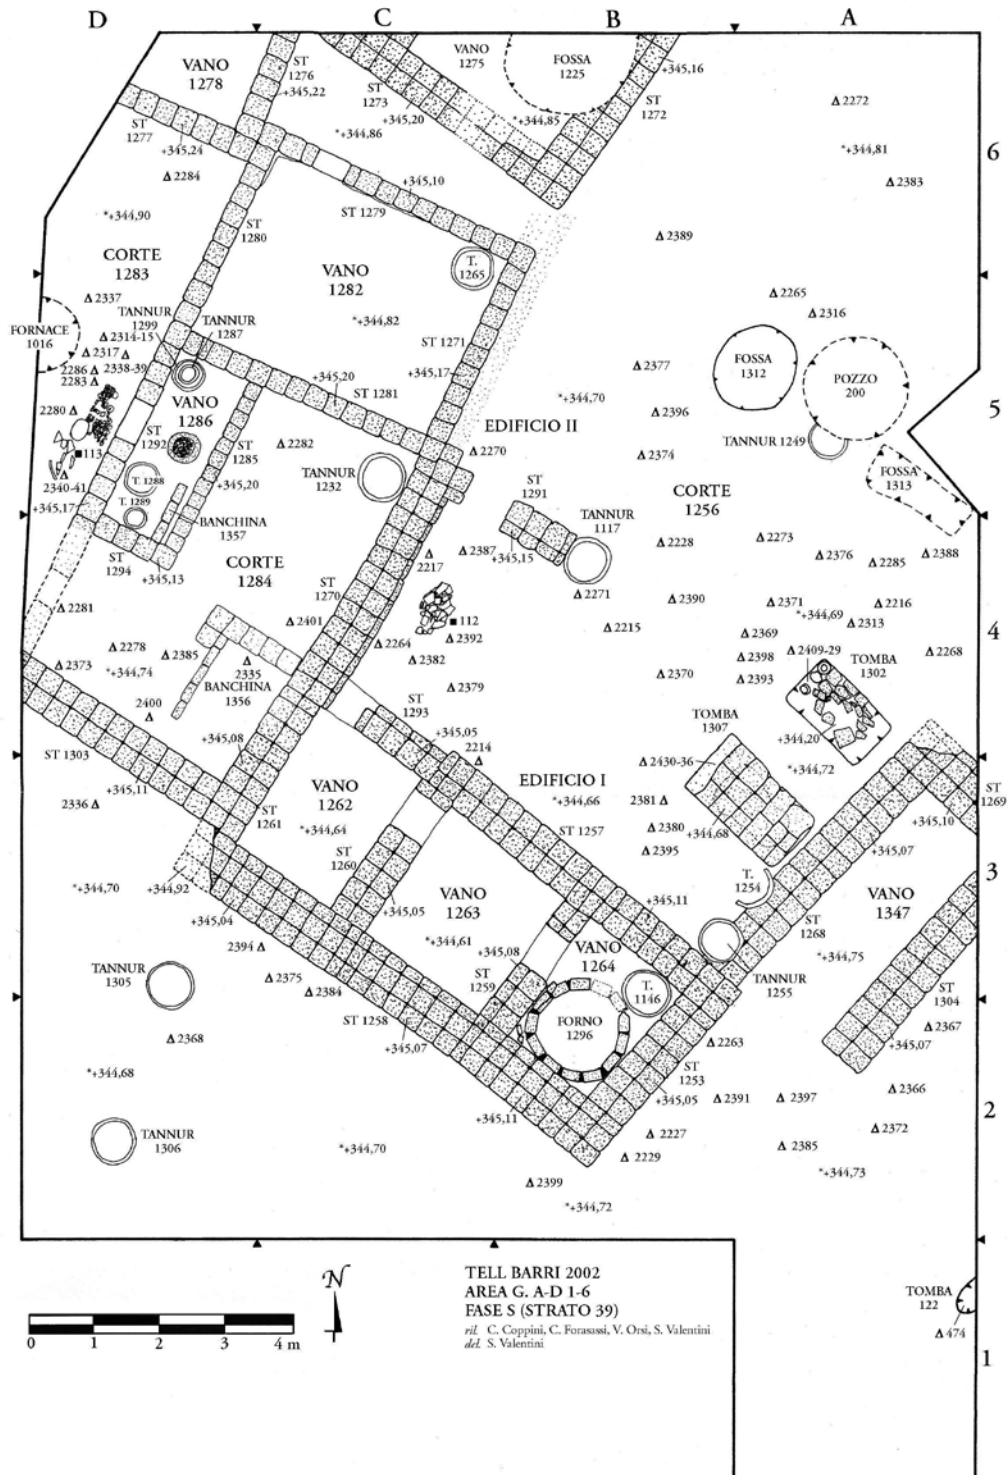 D
C
B
A
VANO
1278
ST
1276
+345,22
ST
1273
+345,20
*+344,86
VANO
1275
FOSSA
1225
*+344,85
+345,16
ST
1272
Δ 2272
*+344,81
Δ 2383
6
ST
1277
+345,24
Δ 2284
*+344,90
CORTE
1283
ST
1280
ST 1279
+345,10
VANO
1282
*+344,82
T.
1265
Δ 2389
Δ 2265
Δ 2316
Δ 2337
TANNUR
1299
TANNUR
1287
FORNACE
1016
Δ 2314-15
Δ 2317 Δ
2286 Δ 2338-39
2283 Δ
2280 Δ
■113
Δ
2340-41
+345,17
VANO
1286
ST
1292
ST
1285
+345,20
T. 1288
T. 1289
BANCHINA
1357
ST
1294
+345,13
+345,20
ST 1281
ST 1271
+345,17
Δ 2282
TANNUR
1232
EDIFICIO II
Δ 2270
*+344,70
Δ 2377
Δ 2396
Δ 2374
FOSSA
1312
POZZO
200
TANNUR 1249
FOSSA
1313
5
CORTE
1256
ST
1291
+345,15
TANNUR
1117
Δ 2387
Δ
2217
Δ 2228
Δ 2273
Δ 2376
Δ
2285
Δ 2388
CORTE
1284
ST
1270
Δ 2401
■ 112
Δ 2392
Δ 2264
Δ
2382
Δ
2379
Δ
2271
Δ 2215
Δ 2390
Δ 2371
*+344,69
Δ 2216
Δ 2313
Δ 2369
Δ 2398
Δ 2393
Δ 2409-29
Δ 2268
4
Δ 2281
Δ 2278
*+344,74
Δ 2373
Δ 2385
Δ
2335
BANCHINA
1356
2400
Δ
+345,08
ST
1293
+345,05
2214
Δ
Δ 2370
TOMBA
1302
+344,20
TOMBA
1307
Δ 2430-36
*+344,72
ST 1303
+345,11
2336 Δ
ST
1261
VANO
1262
*+344,64
ST
1260
+345,05
EDIFICIO I
*+344,66
ST 1257
2381 Δ
Δ 2380
Δ
2395
+344,68
ST
1269
+345,10
+345,07
3
*+344,70
+344,92
+345,04
2394 Δ
VANO
1263
*+344,61
+345,08
VANO
1264
+345,11
T.
1254
ST
1268
VANO
1347
*+344,75
TANNUR
1305
Δ
2375
Δ
2384
ST 1258
+345,07
ST
1259
FORNO
1296
T.
1146
TANNUR
1255
ST
1304
+345,07
Δ 2367
Δ
2368
*+344,68
TANNUR
1306
*+344,70
+345,11
Δ 2263
ST
1253
+345,05
Δ 2391
Δ 2397
Δ 2366
Δ 2372
Δ 2227
Δ 2229
Δ 2385
*+344,73
Δ 2399
*+344,72
2
TOMBA
122
Δ 474
1
N
0 1 2 3 4 m
TELL BARRI 2002
AREA G. A-D 1-6
FASE S (STRATO 39)
ril. C. Coppini, C. Forasassi, V. Orsi, S. Valentini
del. S. Valentini